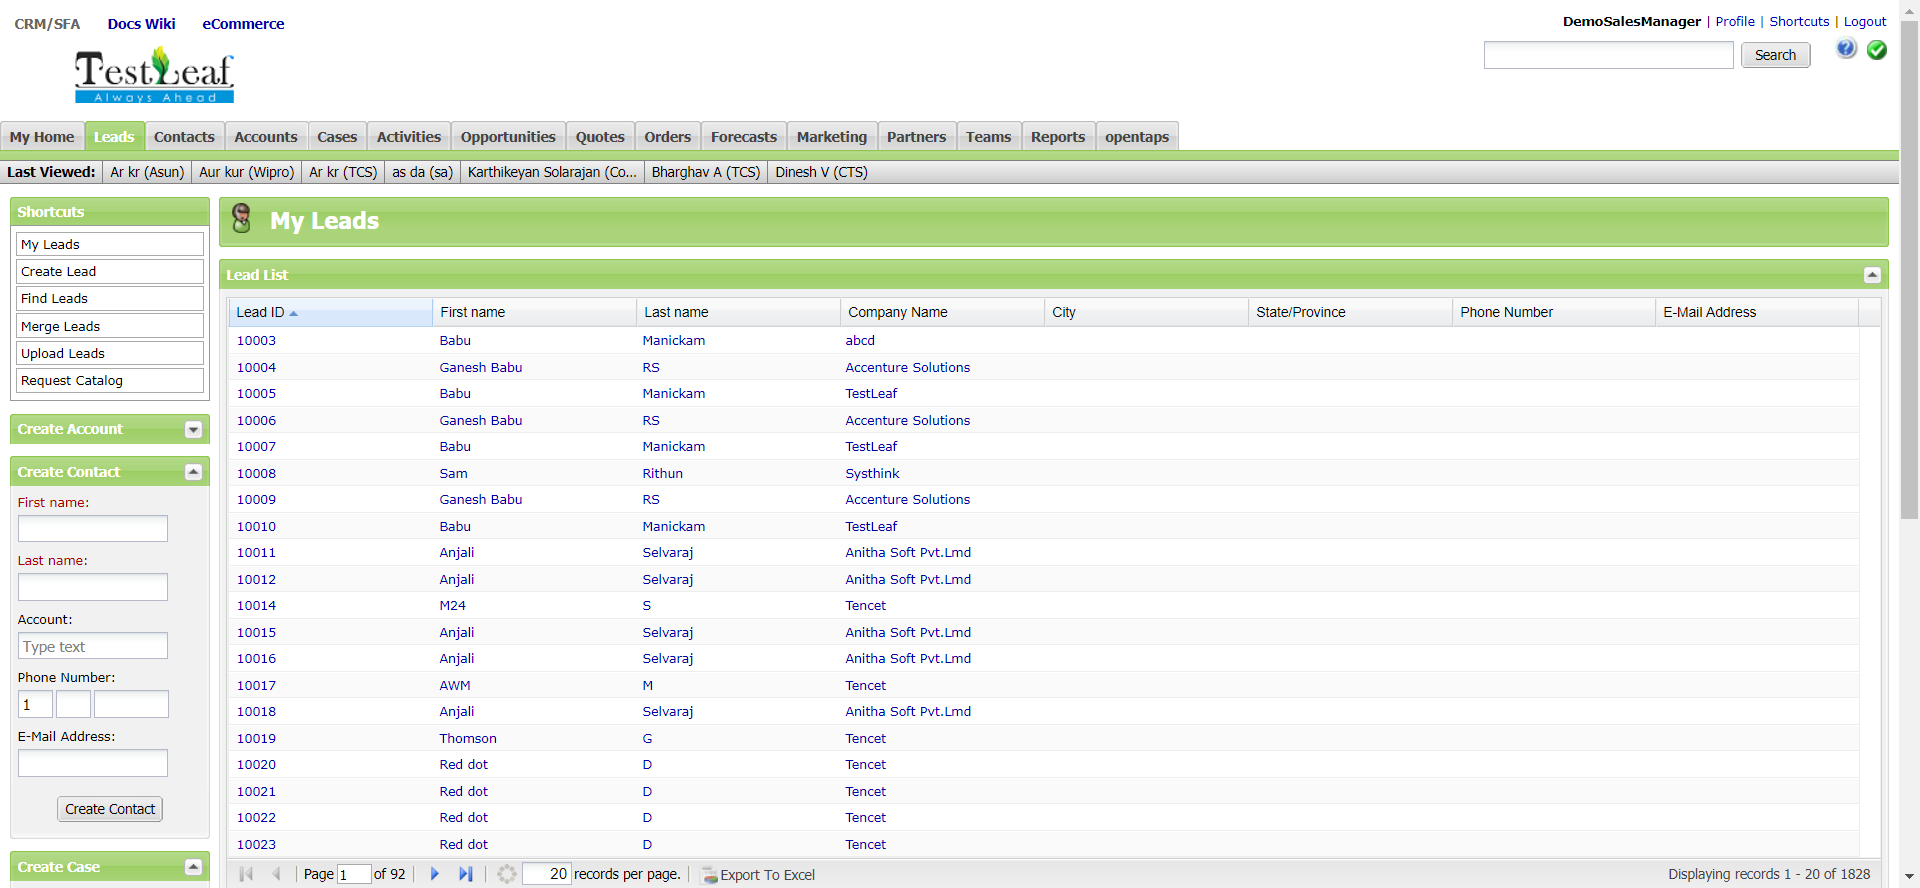 CRM/SFA Docs Wiki eCommerce
DemoSalesManager | Profile | Shortcuts | Logout
TestLeaf
Always Ahead
Search
My Home Leads Contacts Accounts Cases Activities Opportunities Quotes Orders Forecasts Marketing Partners Teams Reports opentaps
Last Viewed: Ar kr (Asun) Aur kur (Wipro) Ar kr (TCS) as da (sa) Karthikeyan Solarajan (Co... Bharghav A (TCS) Dinesh V (CTS)
Shortcuts
My Leads
Create Lead
Find Leads
Merge Leads
Upload Leads
Request Catalog
Create Account
Create Contact
First name:
Last name:
Account:
Type text
Phone Number:
1
E-Mail Address:
Create Contact
Create Case
My Leads
Lead List
Lead ID First name Last name Company Name City State/Province Phone Number E-Mail Address
10003 Babu Manickam abcd
10004 Ganesh Babu RS Accenture Solutions
10005 Babu Manickam TestLeaf
10006 Ganesh Babu RS Accenture Solutions
10007 Babu Manickam TestLeaf
10008 Sam Rithun Systhink
10009 Ganesh Babu RS Accenture Solutions
10010 Babu Manickam TestLeaf
10011 Anjali Selvaraj Anitha Soft Pvt.Lmd
10012 Anjali Selvaraj Anitha Soft Pvt.Lmd
10014 M24 S Tencet
10015 Anjali Selvaraj Anitha Soft Pvt.Lmd
10016 Anjali Selvaraj Anitha Soft Pvt.Lmd
10017 AWM M Tencet
10018 Anjali Selvaraj Anitha Soft Pvt.Lmd
10019 Thomson G Tencet
10020 Red dot D Tencet
10021 Red dot D Tencet
10022 Red dot D Tencet
10023 Red dot D Tencet
Page 1 of 92 20 records per page. Export To Excel Displaying records 1 - 20 of 1828